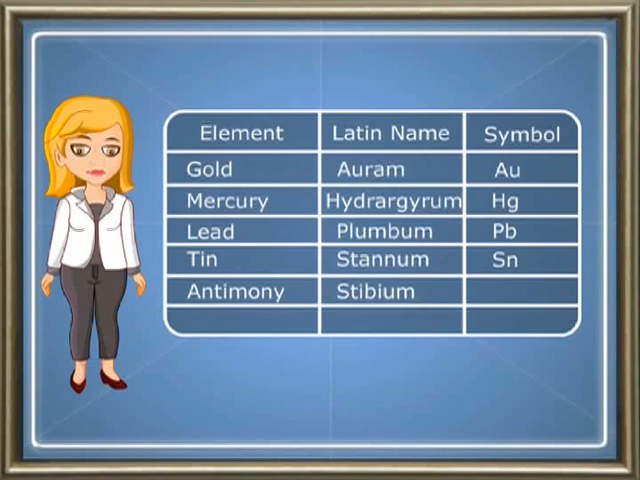 Element Latin Name Symbol
Gold Auram Au
Mercury Hydrargyrum Hg
Lead Plumbum Pb
Tin Stannum Sn
Antimony Stibium